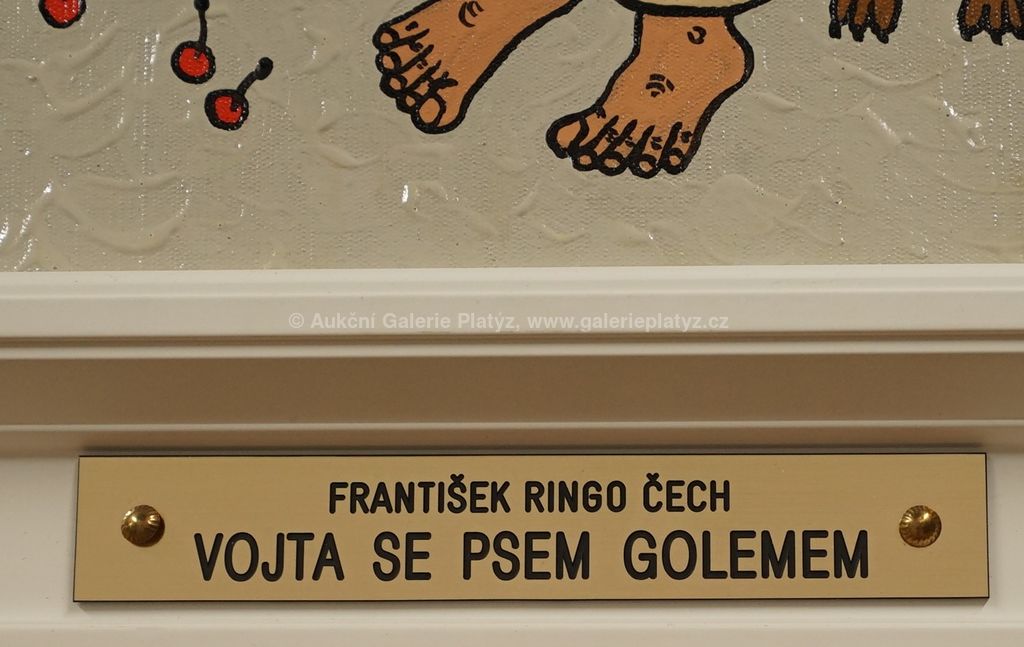 © Aukční Galerie Platýz, www.galerieplatyz.cz
FRANTIŠEK RINGO ČECH
VOJTA SE PSEM GOLEMEM